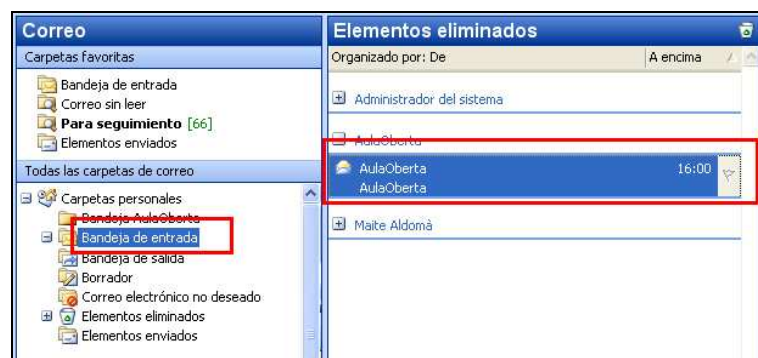 Correo
Carpetas favoritas
Bandeja de entrada
Correo sin leer
Para seguimiento [66]
Elementos enviados
Todas las carpetas de correo
Carpetas personales
Bandeja AulaOberta
Bandeja de entrada
Bandeja de salida
Borrador
Correo electrónico no deseado
Elementos eliminados
Elementos enviados
Elementos eliminados
Organizado por: De A encima
Administrador del sistema
AulaOberta
AulaOberta 16:00
AulaOberta
Maite Aldomà